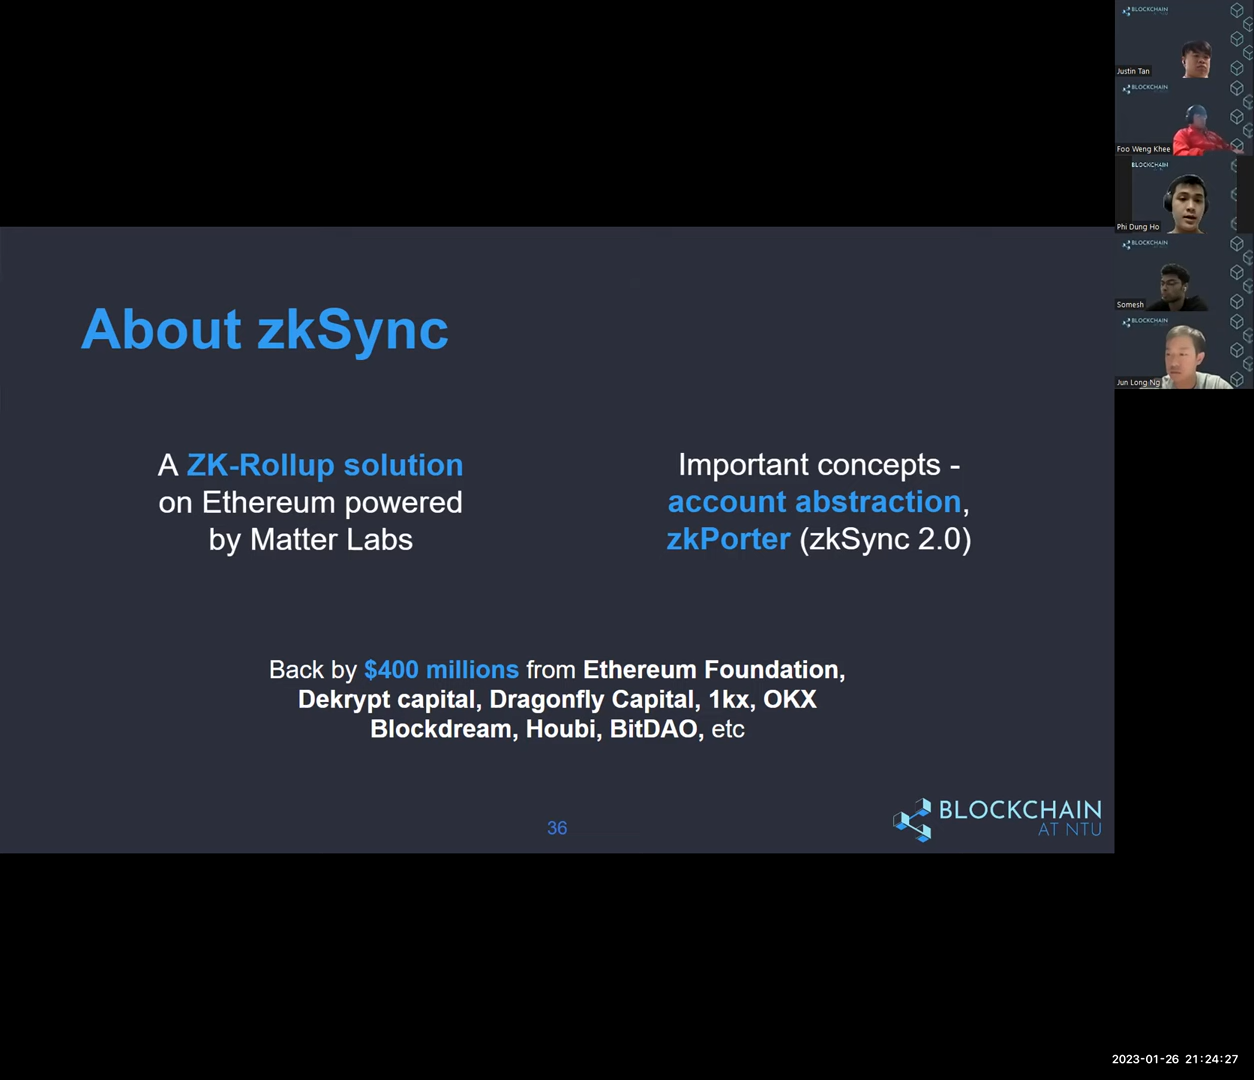 About zkSync
A ZK-Rollup solution
on Ethereum powered
by Matter Labs
Important concepts -
account abstraction,
zkPorter (zkSync 2.0)
Back by $400 millions from Ethereum Foundation,
Dekrypt capital, Dragonfly Capital, 1kx, OKX
Blockdream, Houbi, BitDAO, etc
36
BLOCKCHAIN
AT NTU
BLOCKCHAIN
Justin Tan
BLOCKCHAIN
Foo Weng Khee
BLOCKCHAIN
Phi Dung Ho
BLOCKCHAIN
Somesh
BLOCKCHAIN
Jun Long Ng
2023-01-26 21:24:27